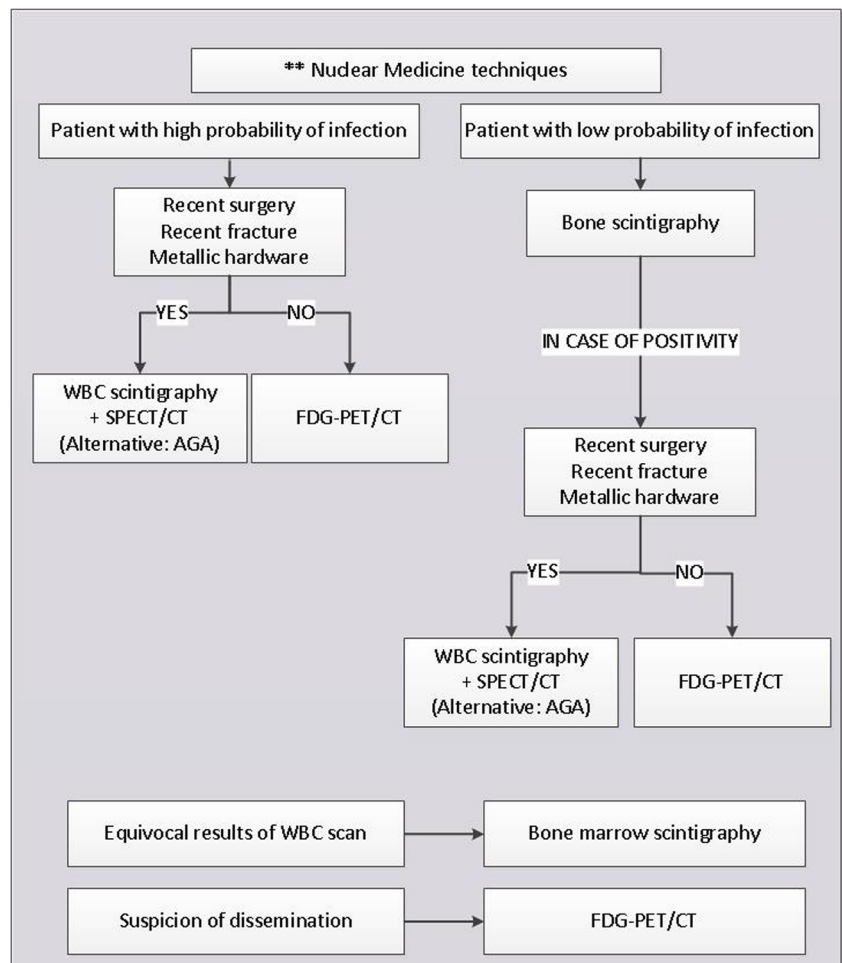 ** Nuclear Medicine techniques
Patient with high probability of infection
Recent surgery
Recent fracture
Metallic hardware
YES
NO
WBC scintigraphy
+ SPECT/CT
(Alternative: AGA)
FDG-PET/CT
Patient with low probability of infection
Bone scintigraphy
IN CASE OF POSITIVITY
Recent surgery
Recent fracture
Metallic hardware
YES
NO
WBC scintigraphy
+ SPECT/CT
(Alternative: AGA)
FDG-PET/CT
Equivocal results of WBC scan
Bone marrow scintigraphy
Suspicion of dissemination
FDG-PET/CT